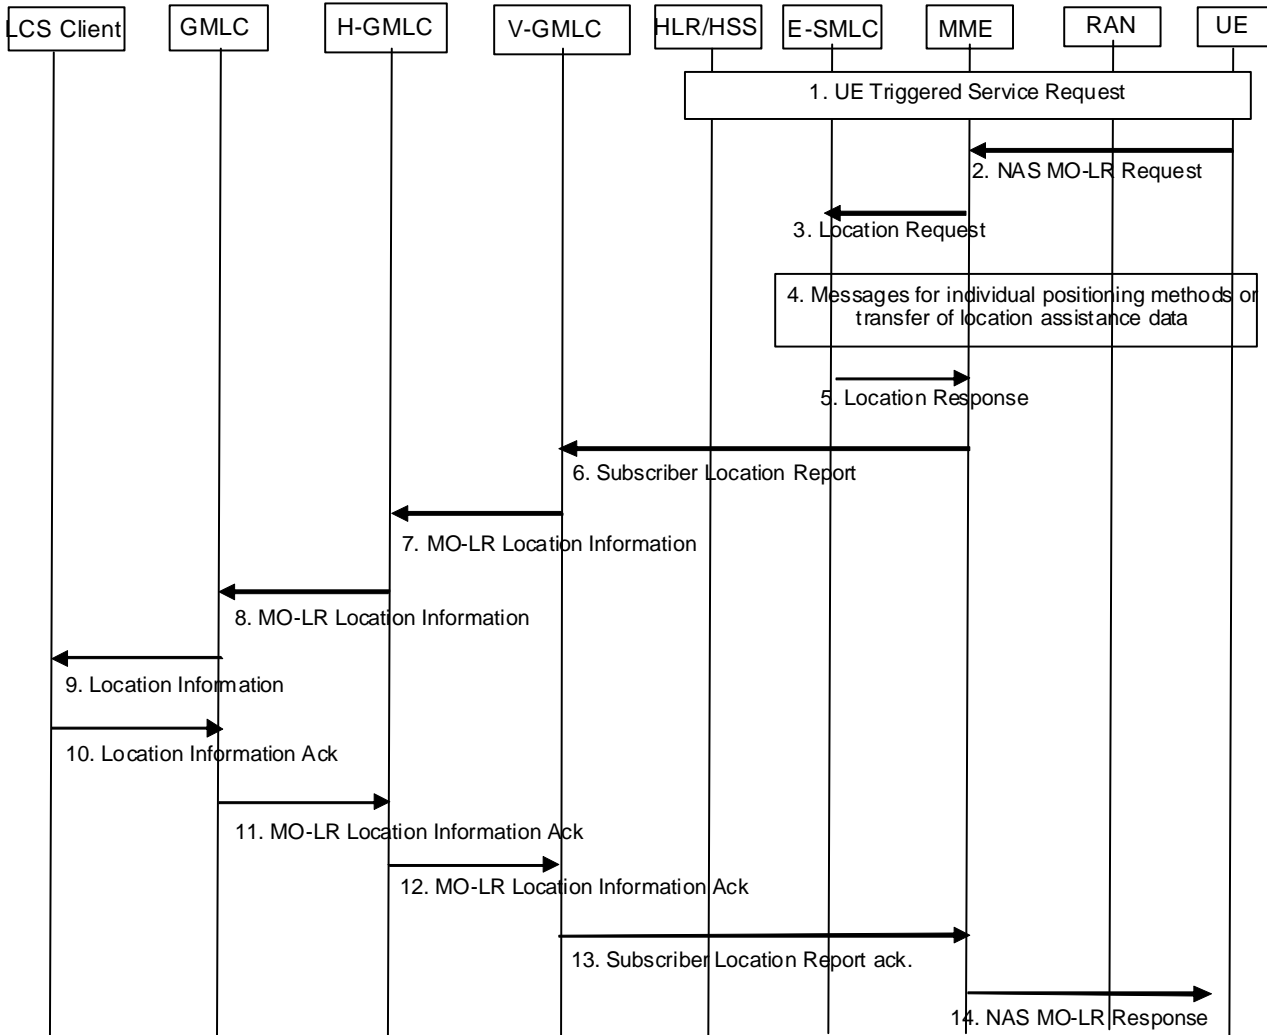 LCS Client
GMLC
H-GMLC
V-GMLC
HLR/HSS
E-SMLC
MME
RAN
UE
1. UE Triggered Service Request
2. NAS MO-LR Request
3. Location Request
4. Messages for individual positioning methods or
transfer of location assistance data
5. Location Response
6. Subscriber Location Report
7. MO-LR Location Information
8. MO-LR Location Information
9. Location Information
10. Location Information Ack
11. MO-LR Location Information Ack
12. MO-LR Location Information Ack
13. Subscriber Location Report ack.
14. NAS MO-LR Response